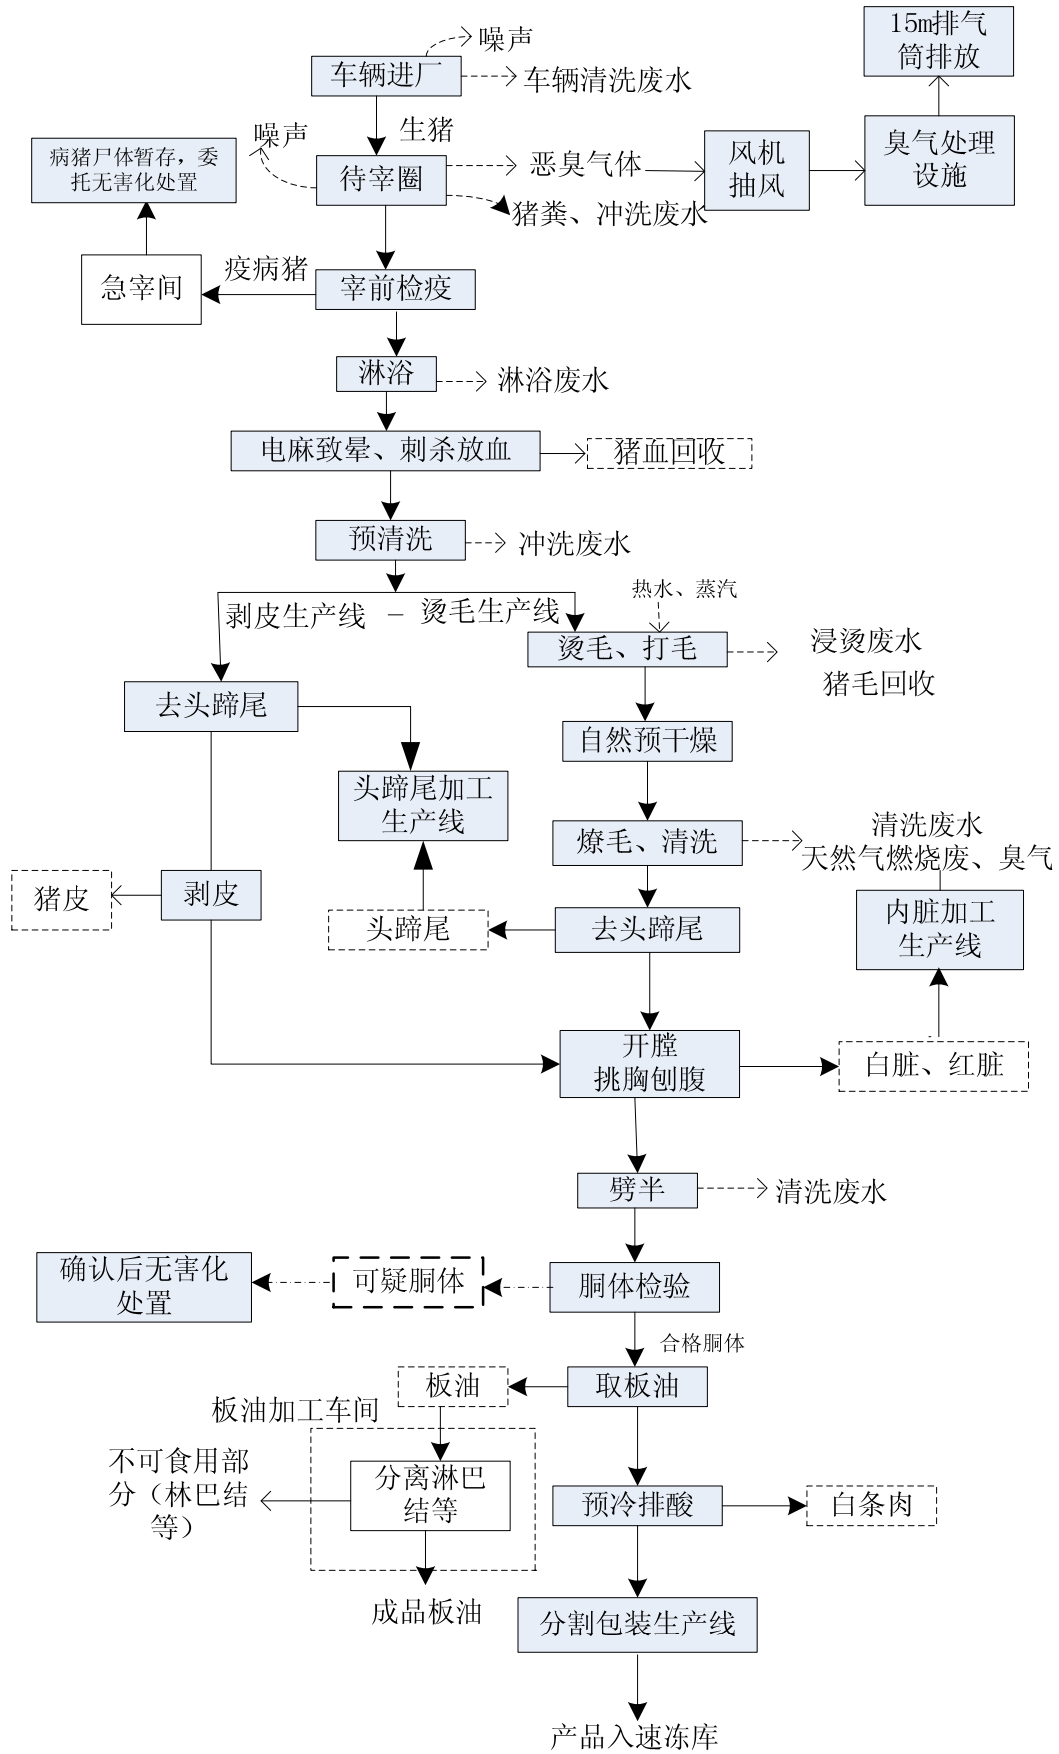 噪声
15m排气
筒排放
车辆进厂
车辆清洗废水
生猪
噪声
病猪尸体暂存，委
托无害化处置
待宰圈
恶臭气体
风机
抽风
臭气处理
设施
猪粪、冲洗废水
疫病猪
急宰间
宰前检疫
淋浴
淋浴废水
电麻致晕、刺杀放血
猪血回收
预清洗
冲洗废水
热水、蒸汽
剥皮生产线
烫毛生产线
烫毛、打毛
浸烫废水
猪毛回收
去头蹄尾
自然预干燥
头蹄尾加工
生产线
燎毛、清洗
清洗废水
天然气燃烧废、臭气
猪皮
剥皮
头蹄尾
去头蹄尾
内脏加工
生产线
开膛
挑胸刨腹
白脏、红脏
劈半
清洗废水
确认后无害化
处置
可疑胴体
胴体检验
合格胴体
板油
取板油
板油加工车间
不可食用部
分（林巴结
等）
分离淋巴
结等
预冷排酸
白条肉
成品板油
分割包装生产线
产品入速冻库